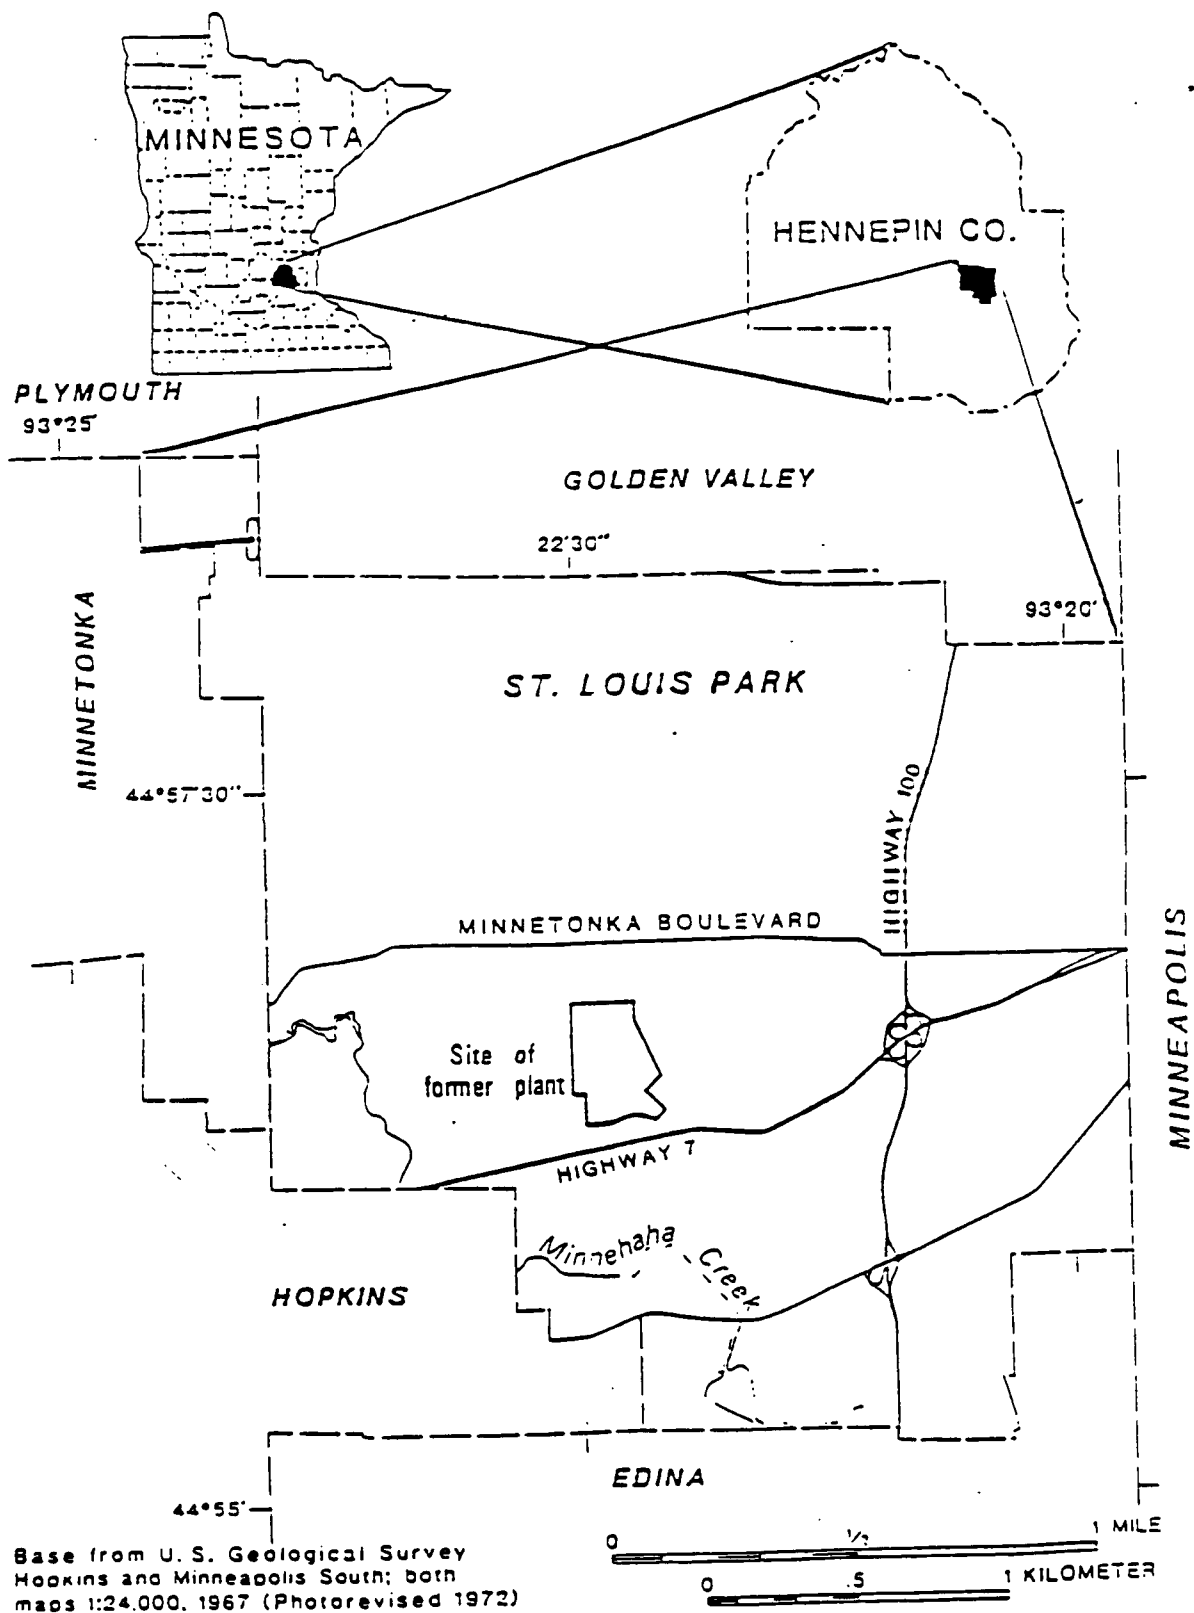 MINNESOTA
HENNEPIN CO.
PLYMOUTH
93°25'
GOLDEN VALLEY
22'30"
93°20'
MINNETONKA
ST. LOUIS PARK
44°57'30"
HIGHWAY 100
MINNETONKA BOULEVARD
MINNEAPOLIS
Site of
former plant
HIGHWAY 7
Minnehaha
Creek
HOPKINS
EDINA
44°55'
0 1/2 1 MILE
0 .5 1 KILOMETER
Base from U. S. Geological Survey
Hopkins and Minneapolis South; both
maps 1:24,000, 1967 (Photorevised 1972)